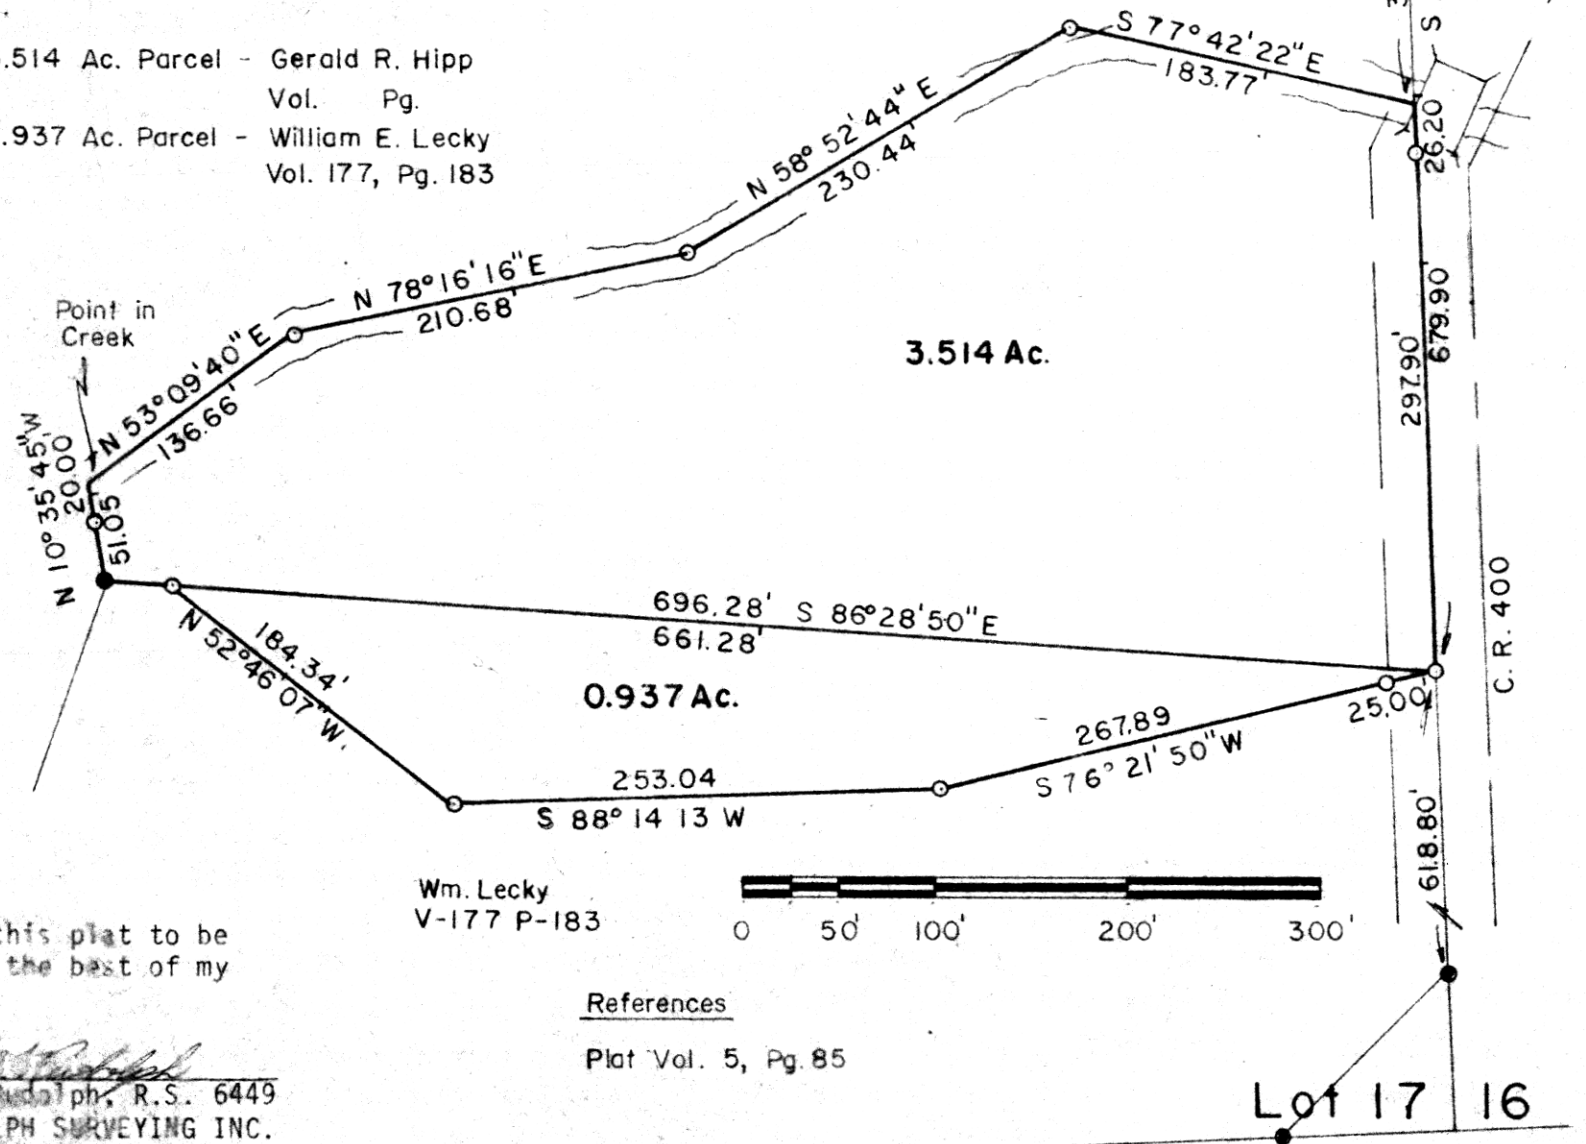 .514 Ac. Parcel - Gerald R. Hipp
Vol. Pg.
.937 Ac. Parcel - William E. Lecky
Vol. 177, Pg. 183
S 77° 42' 22" E
183.77'
S
26.20
N 58° 52' 44" E
230.44'
N 78° 16' 16" E
210.68'
Point in
Creek
N 53° 09' 40" E
136.66'
N 10° 35' 45" W
20.00
51.05
3.514 Ac.
297.90'
679.90'
C. R. 400
696.28' S 86° 28' 50" E
661.28'
184.34'
N 52° 46' 07" W.
0.937 Ac.
267.89
S 76° 21' 50" W
25.00'
253.04
S 88° 14 13 W
618.80'
Wm. Lecky
V-177 P-183
0 50' 100' 200' 300'
this plat to be
the best of my
References
Plat Vol. 5, Pg. 85
Rudolph, R.S. 6449
PH SURVEYING INC.
Lot 17 16